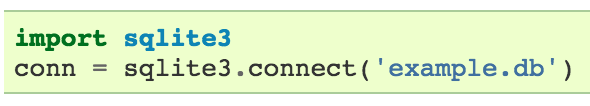 import sqlite3
conn = sqlite3.connect('example.db')